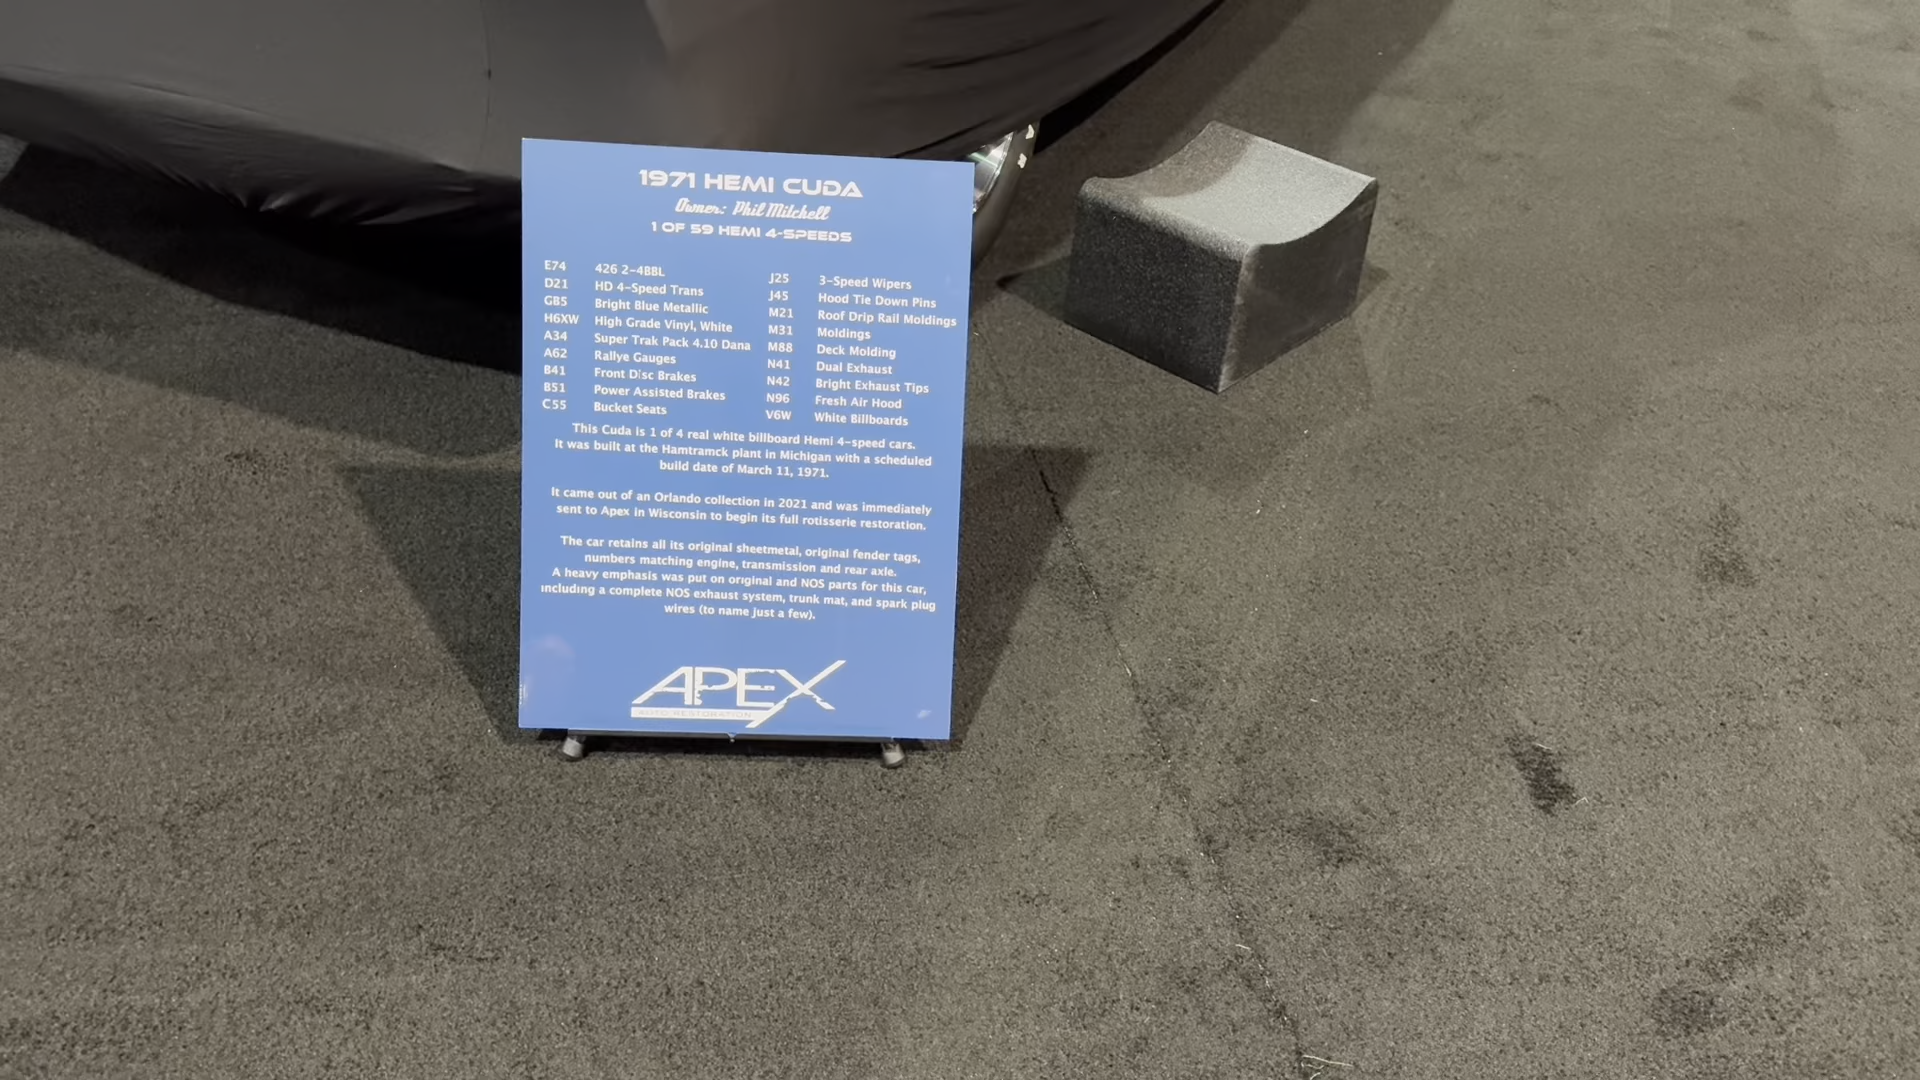 1971 HEMI CUDA
Owner: Phil Mitchell
1 OF 59 HEMI 4-SPEEDS
E74 426 2-4BBL
D21 HD 4-Speed Trans
GB5 Bright Blue Metallic
H6XW High Grade Vinyl, White
A34 Super Trak Pack 4.10 Dana
A62 Rallye Gauges
B41 Front Disc Brakes
B51 Power Assisted Brakes
C55 Bucket Seats
J25 3-Speed Wipers
J45 Hood Tie Down Pins
M21 Roof Drip Rail Moldings
M31 Moldings
M88 Deck Molding
N41 Dual Exhaust
N42 Bright Exhaust Tips
N96 Fresh Air Hood
V6W White Billboards
This Cuda is 1 of 4 real white billboard Hemi 4-speed cars.
It was built at the Hamtramck plant in Michigan with a scheduled
build date of March 11, 1971.
It came out of an Orlando collection in 2021 and was immediately
sent to Apex in Wisconsin to begin its full rotisserie restoration.
The car retains all its original sheetmetal, original fender tags,
numbers matching engine, transmission and rear axle.
A heavy emphasis was put on original and NOS parts for this car,
including a complete NOS exhaust system, trunk mat, and spark plug
wires (to name just a few).
APEX
AUTO RESTORATION